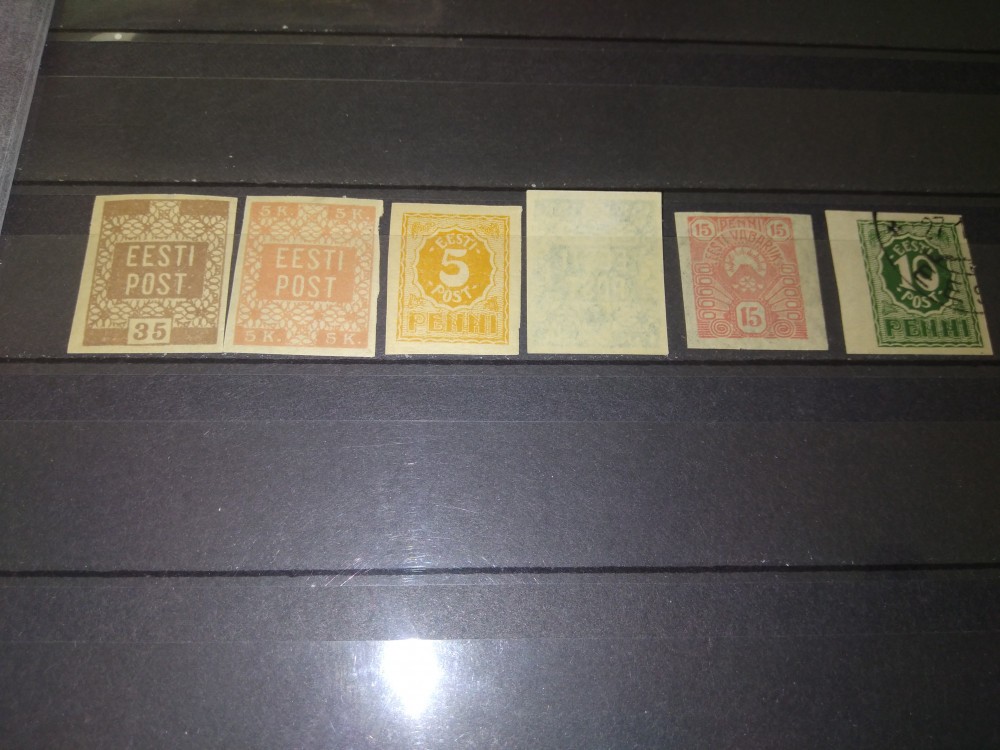 EESTI
POST
35
5 K. 5 K.
EESTI
POST
5 K. 5 K.
EESTI
5
POST
PENNI
15 PENNI 15
EESTI VABARIIK
15
EESTI
10
POST
PENNI
27